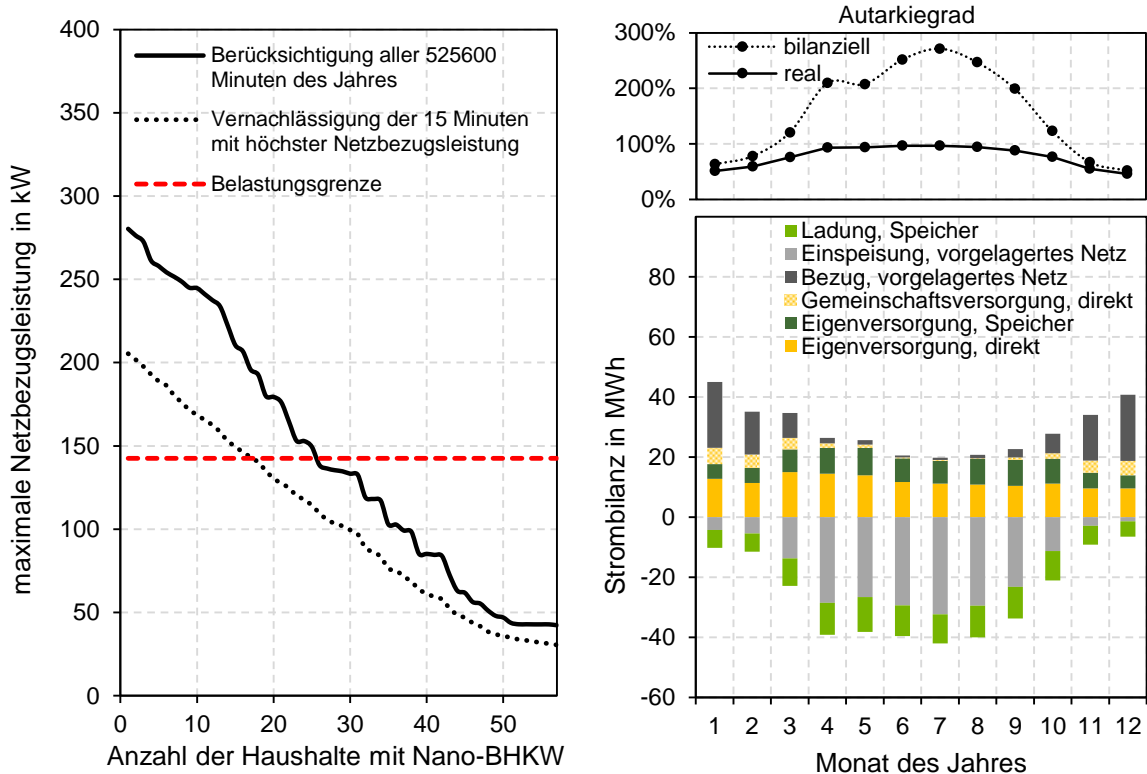 maximale Netzbezugsleistung in kW
400
350
300
250
200
150
100
50
0
Berücksichtigung aller 525600
Minuten des Jahres
Vernachlässigung der 15 Minuten
mit höchster Netzbezugsleistung
Belastungsgrenze
0 10 20 30 40 50
Anzahl der Haushalte mit Nano-BHKW
Autarkiegrad
300%
200%
100%
0%
bilanziell
real
Strombilanz in MWh
80
60
40
20
0
-20
-40
-60
Ladung, Speicher
Einspeisung, vorgelagertes Netz
Bezug, vorgelagertes Netz
Gemeinschaftsversorgung, direkt
Eigenversorgung, Speicher
Eigenversorgung, direkt
1 2 3 4 5 6 7 8 9 10 11 12
Monat des Jahres